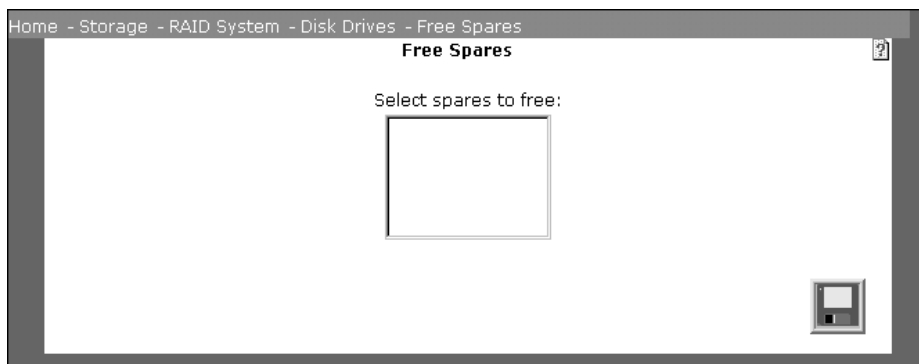 Home - Storage - RAID System - Disk Drives - Free Spares
Free Spares
?
Select spares to free: